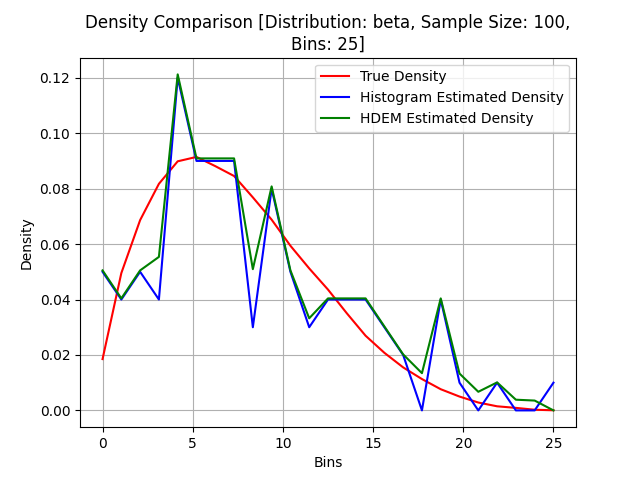 Density Comparison [Distribution: beta, Sample Size: 100,
Bins: 25]
True Density
Histogram Estimated Density
HDEM Estimated Density
Density
0.12
0.10
0.08
0.06
0.04
0.02
0.00
0
5
10
15
20
25
Bins